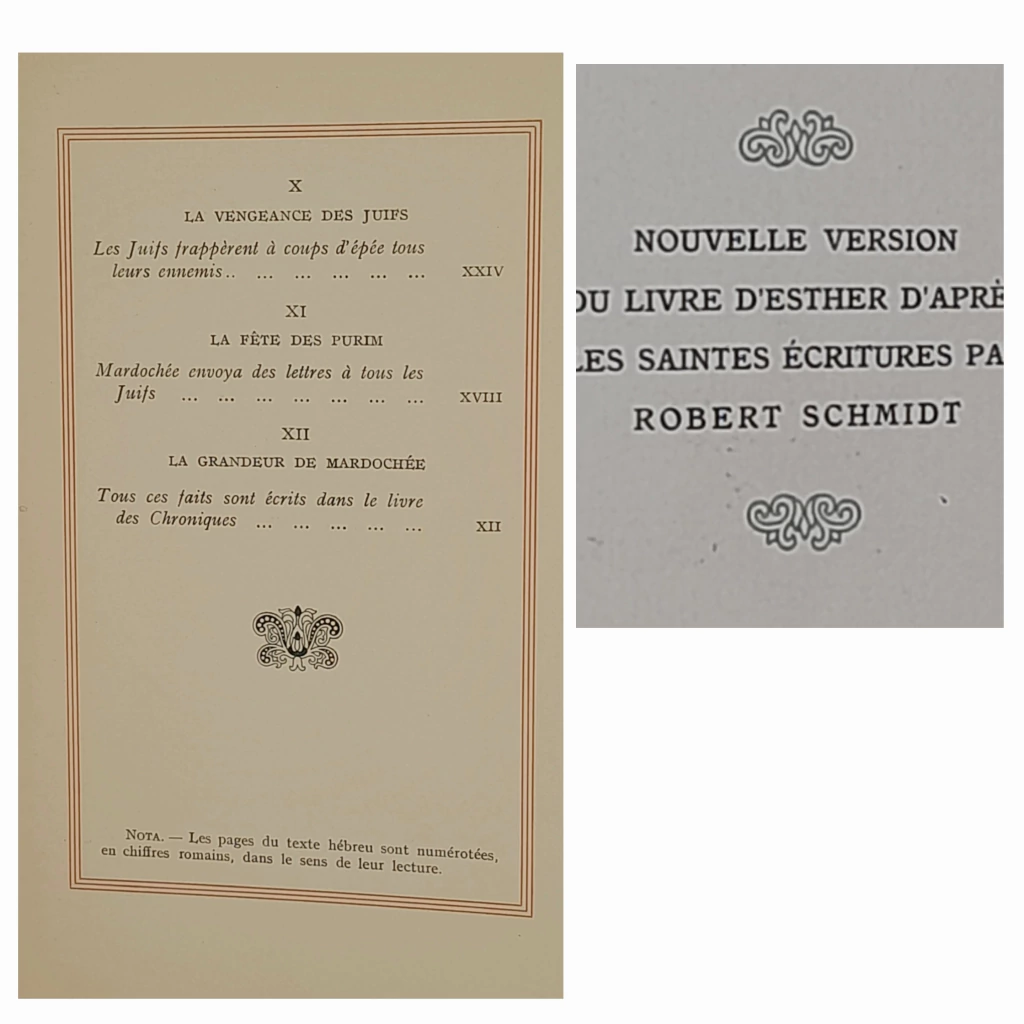 X
LA VENGEANCE DES JUIFS
Les Juifs frappèrent à coups d'épée tous
leurs ennemis .. ... ... ... ... ... XXIV
XI
LA FÊTE DES PURIM
Mardochée envoya des lettres à tous les
Juifs ... ... ... ... ... ... ... XVIII
XII
LA GRANDEUR DE MARDOCHÉE
Tous ces faits sont écrits dans le livre
des Chroniques ... ... ... ... ... XII
NOTA. — Les pages du texte hébreu sont numérotées,
en chiffres romains, dans le sens de leur lecture.
NOUVELLE VERSION
DU LIVRE D'ESTHER D'APRÈ
LES SAINTES ÉCRITURES PA
ROBERT SCHMIDT